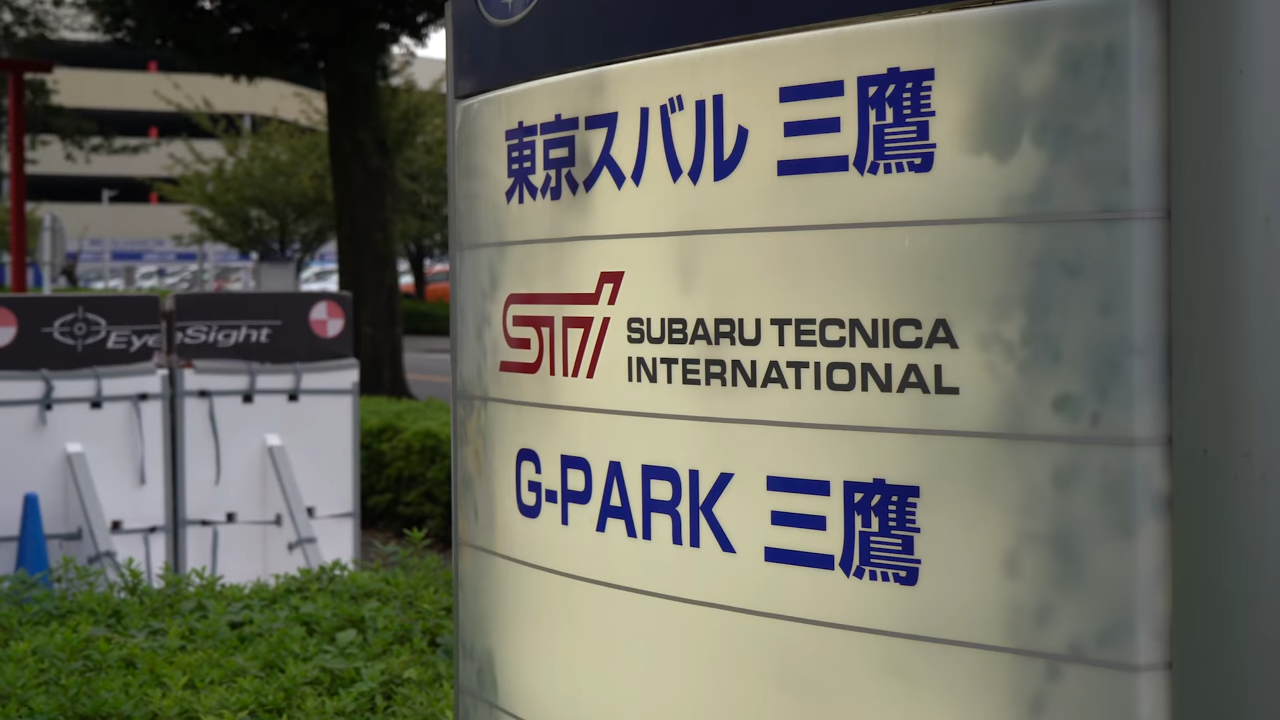 東京スバル 三鷹
STI SUBARU TECNICA
INTERNATIONAL
G-PARK 三鷹
EyeSight